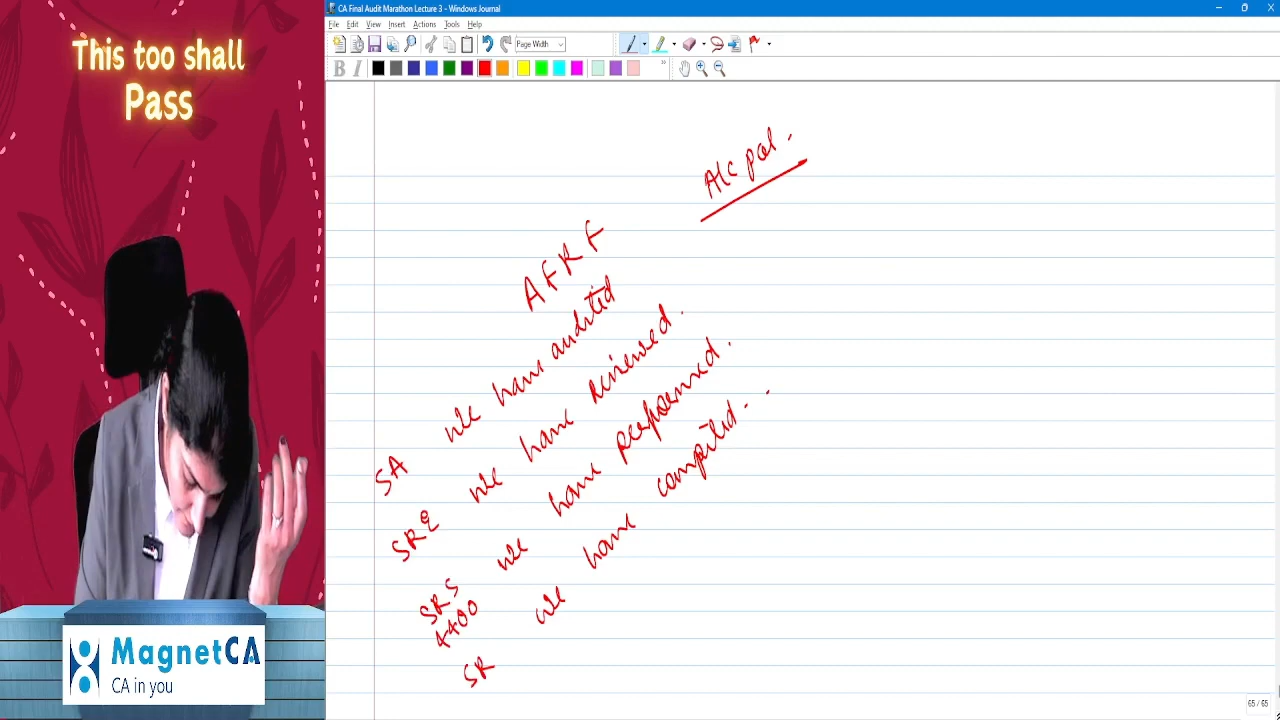 CA Final Audit Marathon Lecture 3 - Windows Journal
File Edit View Insert Actions Tools Help
Page Width
B I
This too shall
Pass
A/c pol.
AFRF
SA we have audited
SRE we have reviewed.
SRS 4400 we have performed.
SR we have compiled..
MagnetCA
CA in you
65 / 65